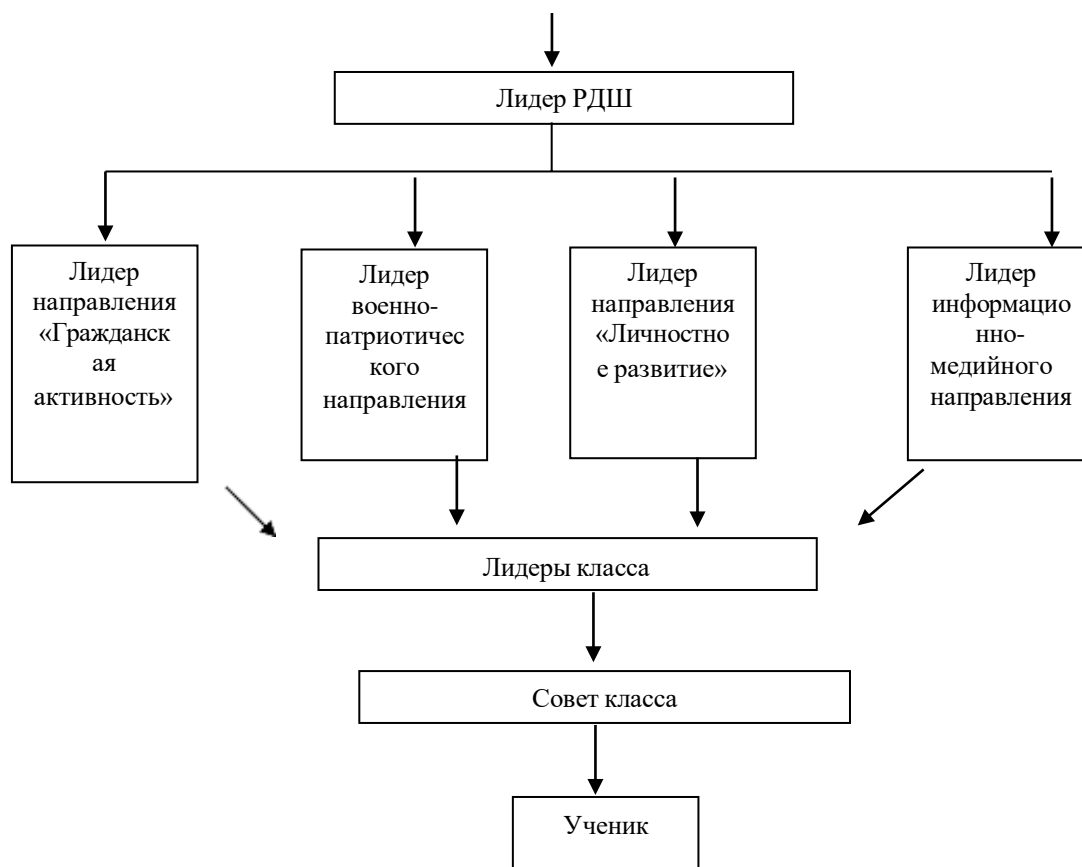 Лидер РДШ
Лидер
направления
«Гражданск
ая
активность»
Лидер
военно-
патриотичес
кого
направления
Лидер
направления
«Личностно
е развитие»
Лидер
информацио
нно-
медийного
направления
Лидеры класса
Совет класса
Ученик